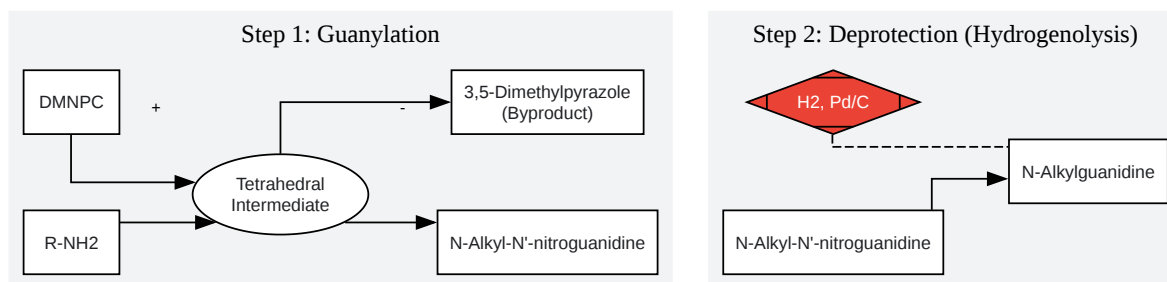 Step 1: Guanylation
DMNPC
+
-
3,5-Dimethylpyrazole
(Byproduct)
Tetrahedral
Intermediate
R-NH2
N-Alkyl-N'-nitroguanidine
Step 2: Deprotection (Hydrogenolysis)
H2, Pd/C
N-Alkylguanidine
N-Alkyl-N'-nitroguanidine